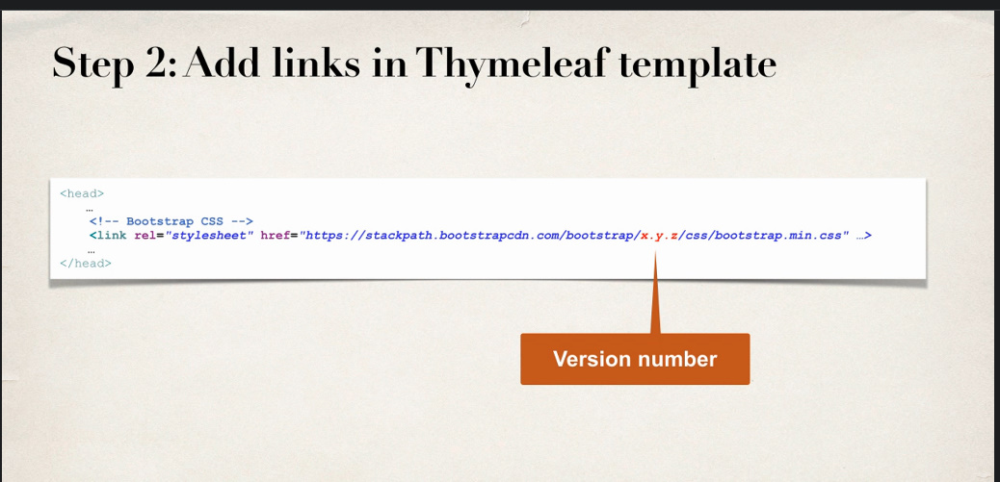 Step 2: Add links in Thymeleaf template
<head>
…
<!-- Bootstrap CSS -->
<link rel="stylesheet" href="https://stackpath.bootstrapcdn.com/bootstrap/x.y.z/css/bootstrap.min.css" …>
…
</head>
Version number